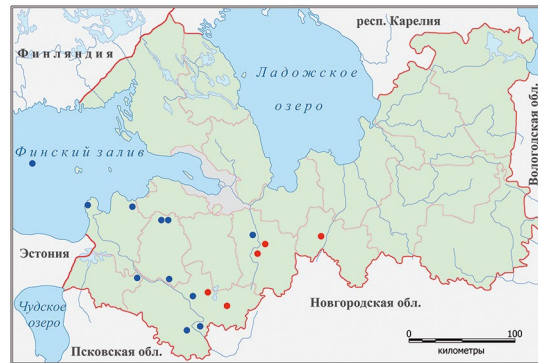 респ. Карелия
Финляндия
Ладожское
озеро
Вологодская обл.
Финский залив
Эстония
Новгородская обл.
Чудское
озеро
Псковская обл.
0 100
километры